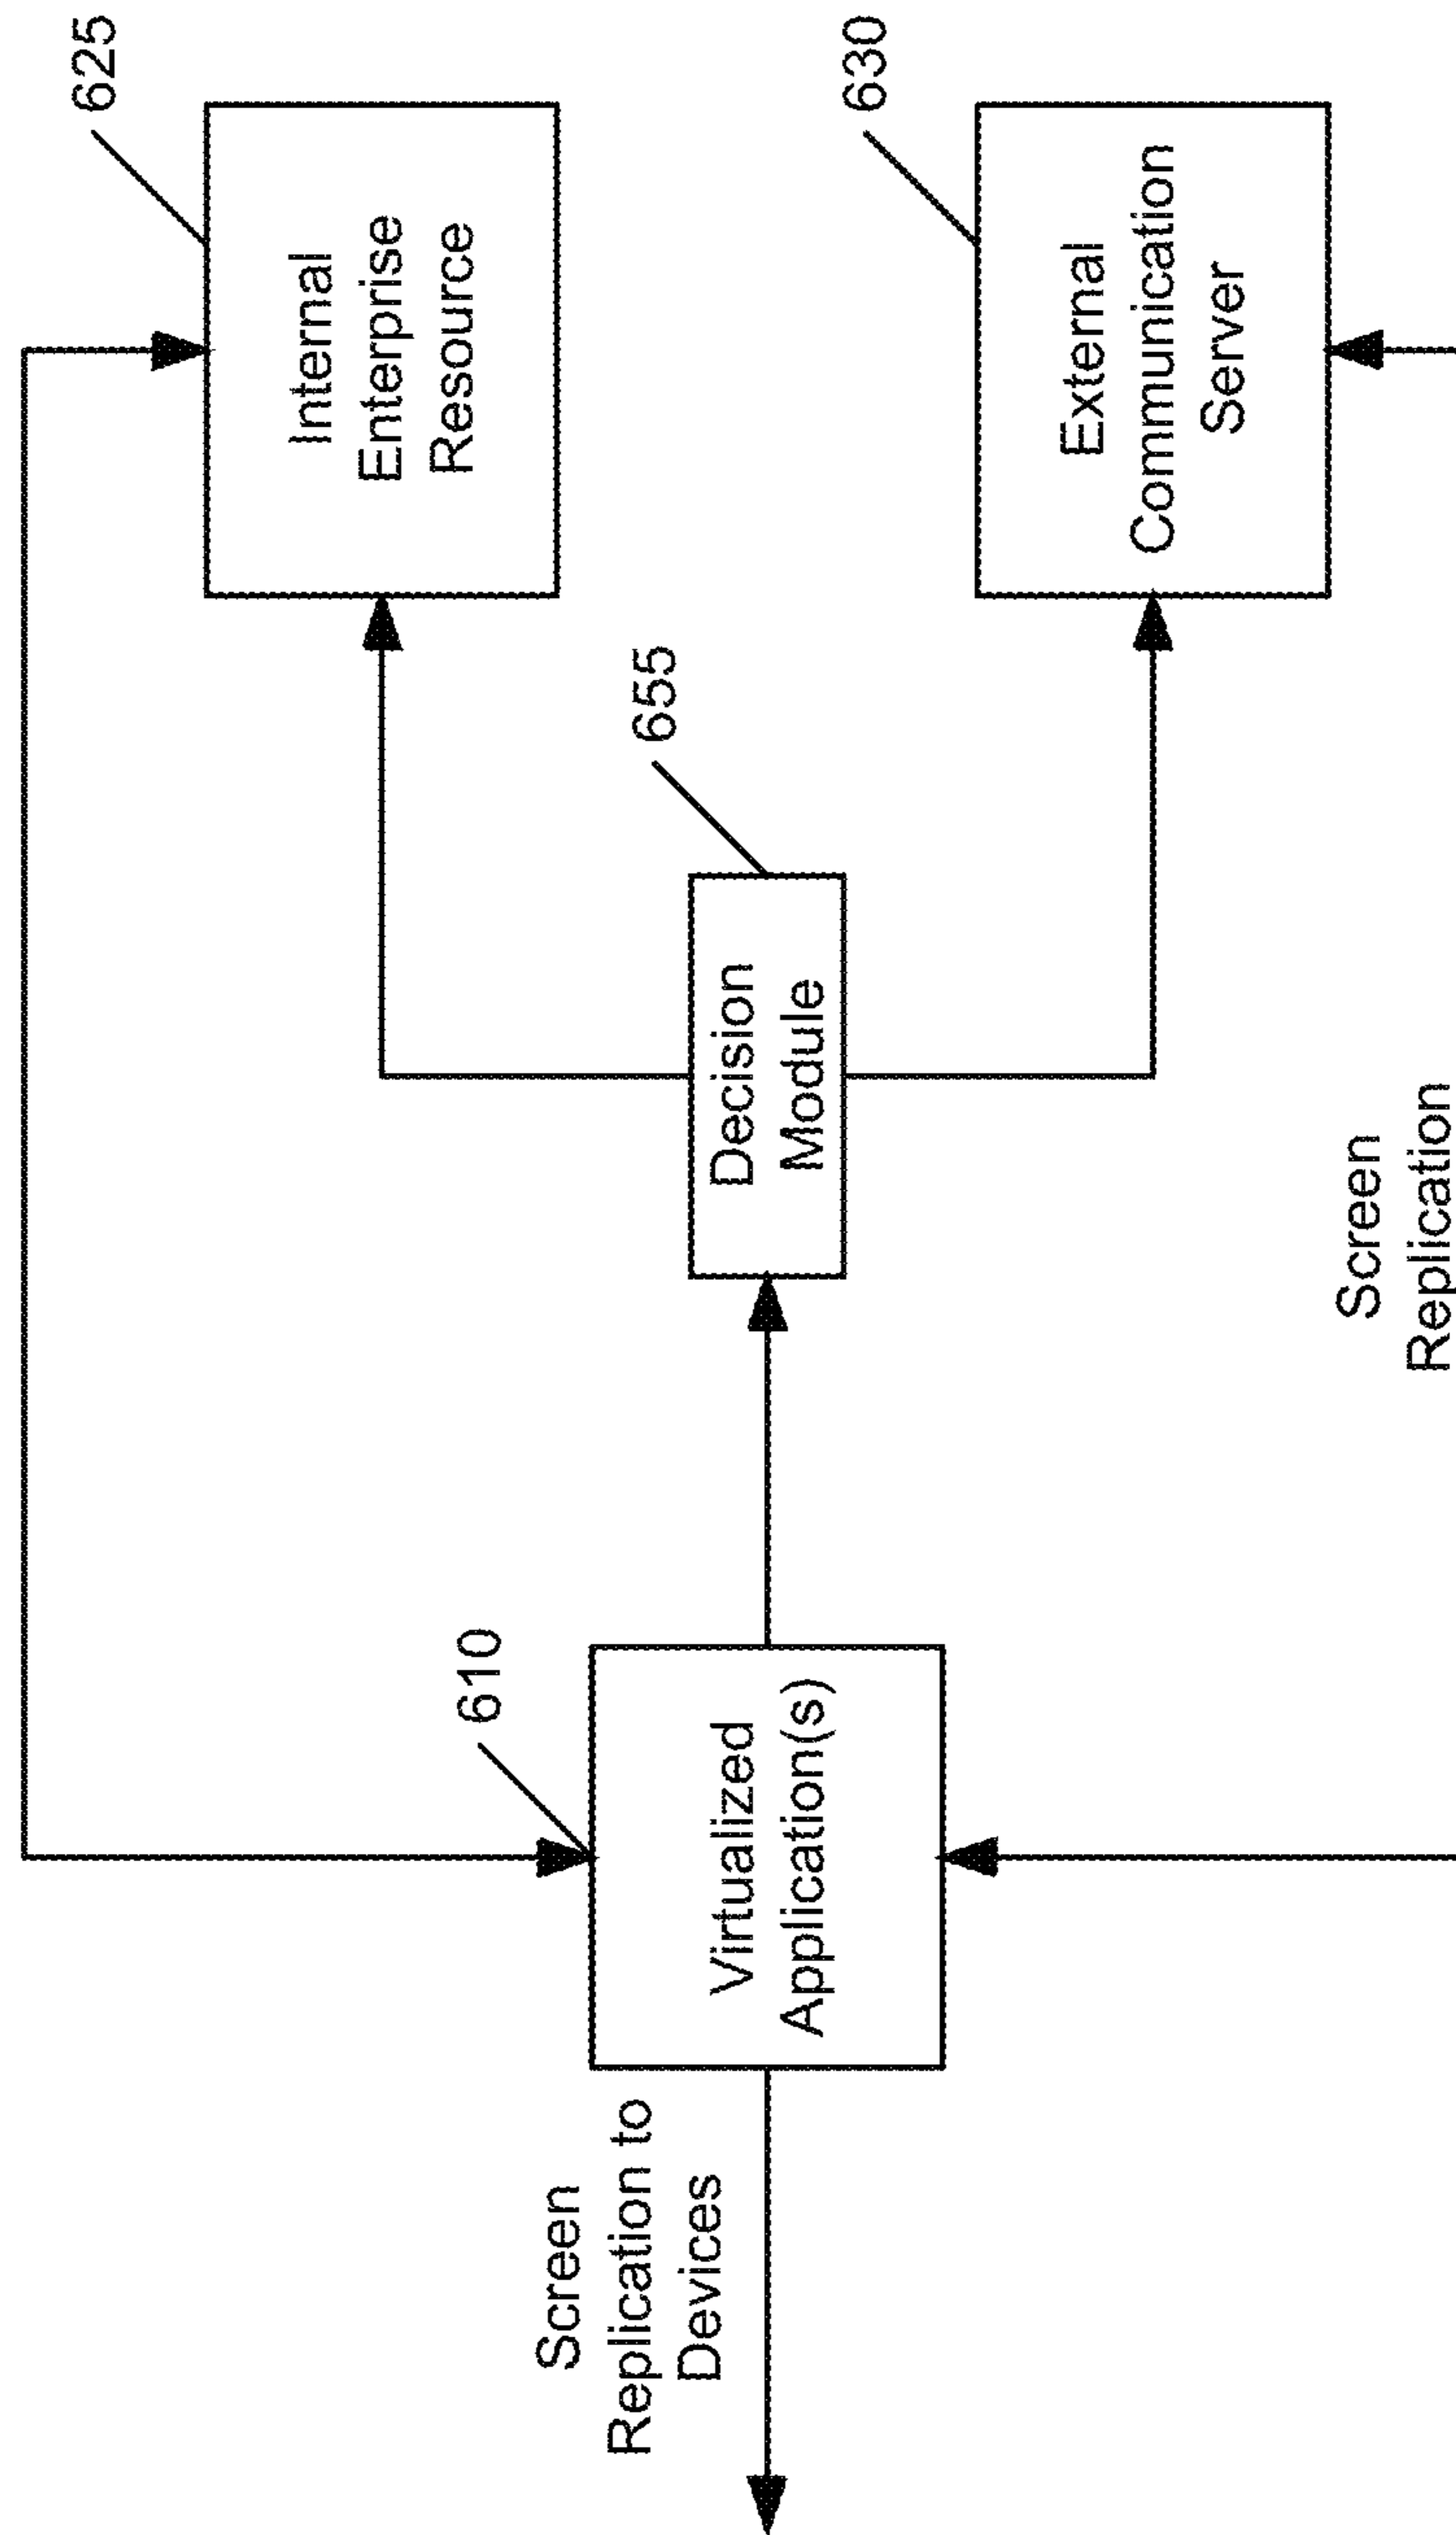 625
Internal
Enterprise
Resource
630
External
Communication
Server
655
Decision
Module
610
Virtualized
Application(s)
Screen
Replication to
Devices
Screen
Replication